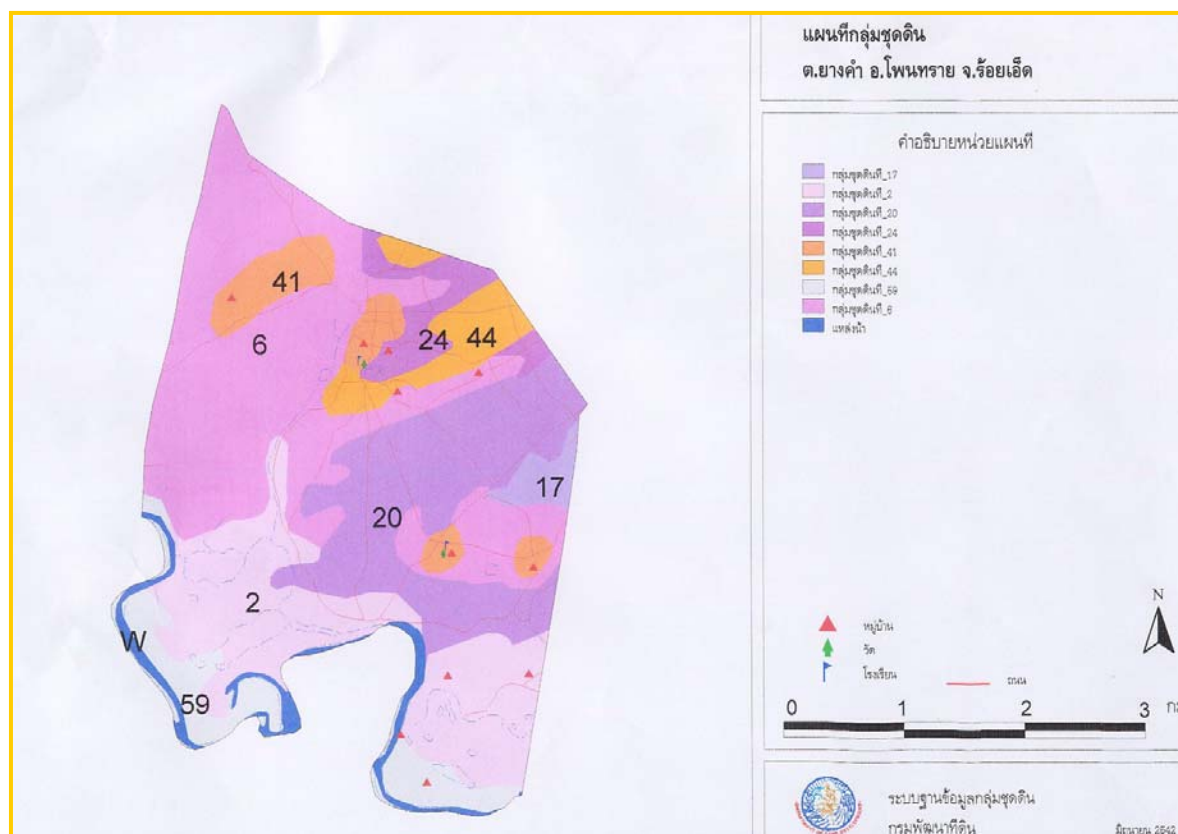 แผนที่กลุ่มชุดดิน
ต.ยางคำ อ.โพนทราย จ.ร้อยเอ็ด
คำอธิบายหน่วยแผนที่
กลุ่มชุดดินที่_17
กลุ่มชุดดินที่_2
กลุ่มชุดดินที่_20
กลุ่มชุดดินที่_24
กลุ่มชุดดินที่_41
กลุ่มชุดดินที่_44
กลุ่มชุดดินที่_59
กลุ่มชุดดินที่_6
แหล่งน้ำ
41
6
24
44
17
20
2
W
59
N
หมู่บ้าน
วัด
โรงเรียน
ถนน
0 1 2 3
ระบบฐานข้อมูลกลุ่มชุดดิน
กรมพัฒนาที่ดิน
มิถุนายน 2542